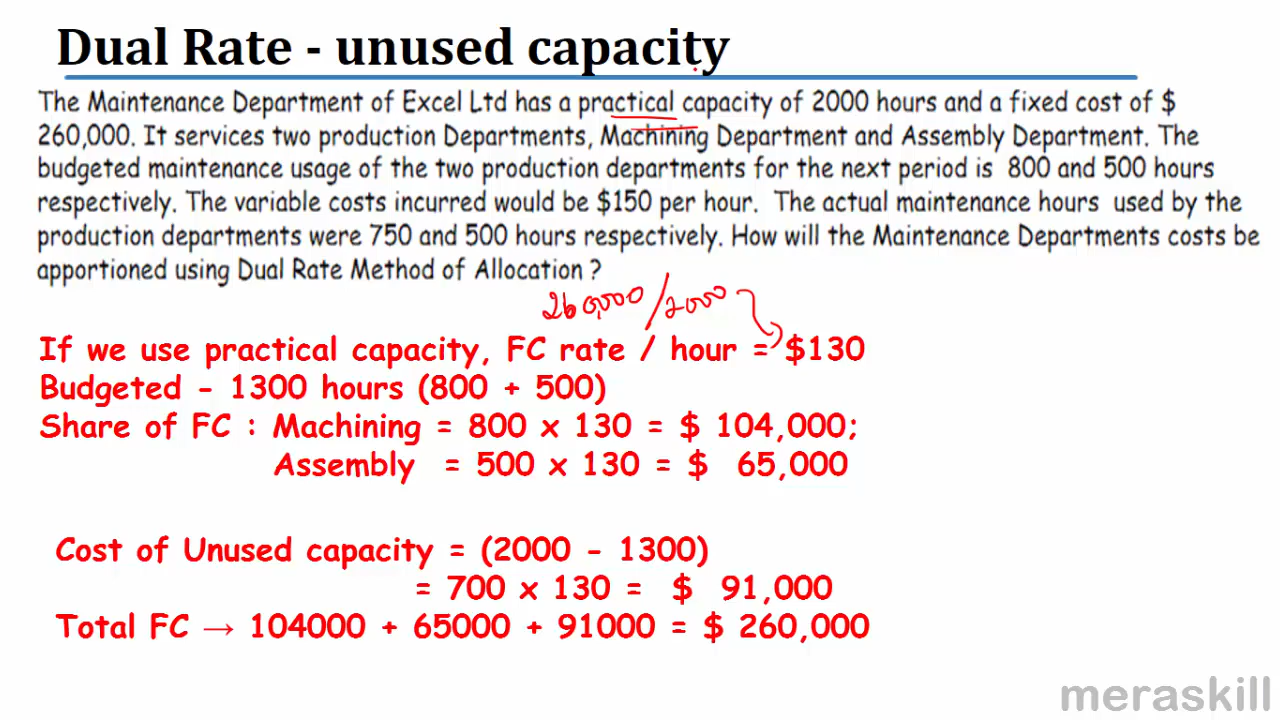 Dual Rate - unused capacity
The Maintenance Department of Excel Ltd has a practical capacity of 2000 hours and a fixed cost of $
260,000. It services two production Departments, Machining Department and Assembly Department. The
budgeted maintenance usage of the two production departments for the next period is 800 and 500 hours
respectively. The variable costs incurred would be $150 per hour. The actual maintenance hours used by the
production departments were 750 and 500 hours respectively. How will the Maintenance Departments costs be
apportioned using Dual Rate Method of Allocation ?
260,000 / 2000
If we use practical capacity, FC rate / hour = $130
Budgeted - 1300 hours (800 + 500)
Share of FC : Machining = 800 x 130 = $ 104,000;
Assembly = 500 x 130 = $ 65,000
Cost of Unused capacity = (2000 - 1300)
= 700 x 130 = $ 91,000
Total FC → 104000 + 65000 + 91000 = $ 260,000
meraskill